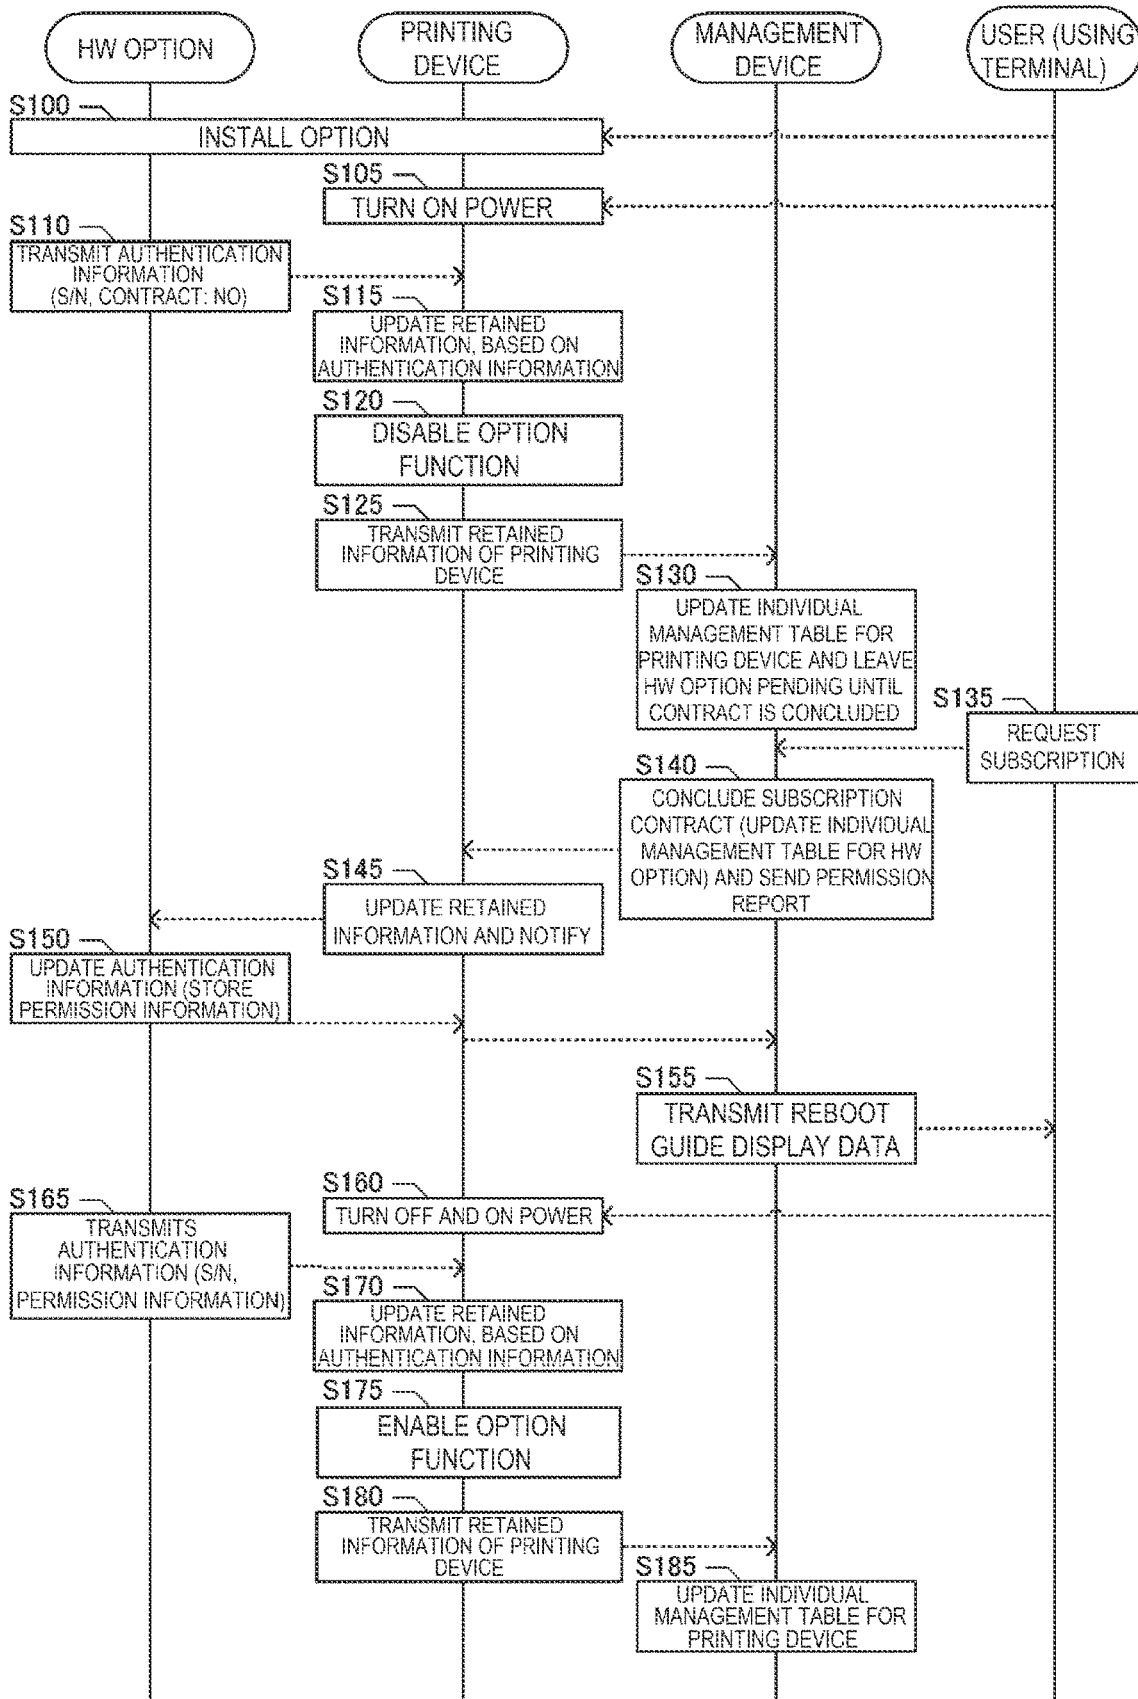 HW OPTION
PRINTING
DEVICE
MANAGEMENT
DEVICE
USER (USING
TERMINAL)
S100
INSTALL OPTION
S105
TURN ON POWER
S110
TRANSMIT AUTHENTICATION
INFORMATION
(S/N, CONTRACT: NO)
S115
UPDATE RETAINED
INFORMATION, BASED ON
AUTHENTICATION INFORMATION
S120
DISABLE OPTION
FUNCTION
S125
TRANSMIT RETAINED
INFORMATION OF PRINTING
DEVICE
S130
UPDATE INDIVIDUAL
MANAGEMENT TABLE FOR
PRINTING DEVICE AND LEAVE
HW OPTION PENDING UNTIL
CONTRACT IS CONCLUDED
S135
REQUEST
SUBSCRIPTION
S140
CONCLUDE SUBSCRIPTION
CONTRACT (UPDATE INDIVIDUAL
MANAGEMENT TABLE FOR HW
OPTION) AND SEND PERMISSION
REPORT
S145
UPDATE RETAINED
INFORMATION AND NOTIFY
S150
UPDATE AUTHENTICATION
INFORMATION (STORE
PERMISSION INFORMATION)
S155
TRANSMIT REBOOT
GUIDE DISPLAY DATA
S160
TURN OFF AND ON POWER
S165
TRANSMITS
AUTHENTICATION
INFORMATION (S/N,
PERMISSION INFORMATION)
S170
UPDATE RETAINED
INFORMATION, BASED ON
AUTHENTICATION INFORMATION
S175
ENABLE OPTION
FUNCTION
S180
TRANSMIT RETAINED
INFORMATION OF PRINTING
DEVICE
S185
UPDATE INDIVIDUAL
MANAGEMENT TABLE FOR
PRINTING DEVICE